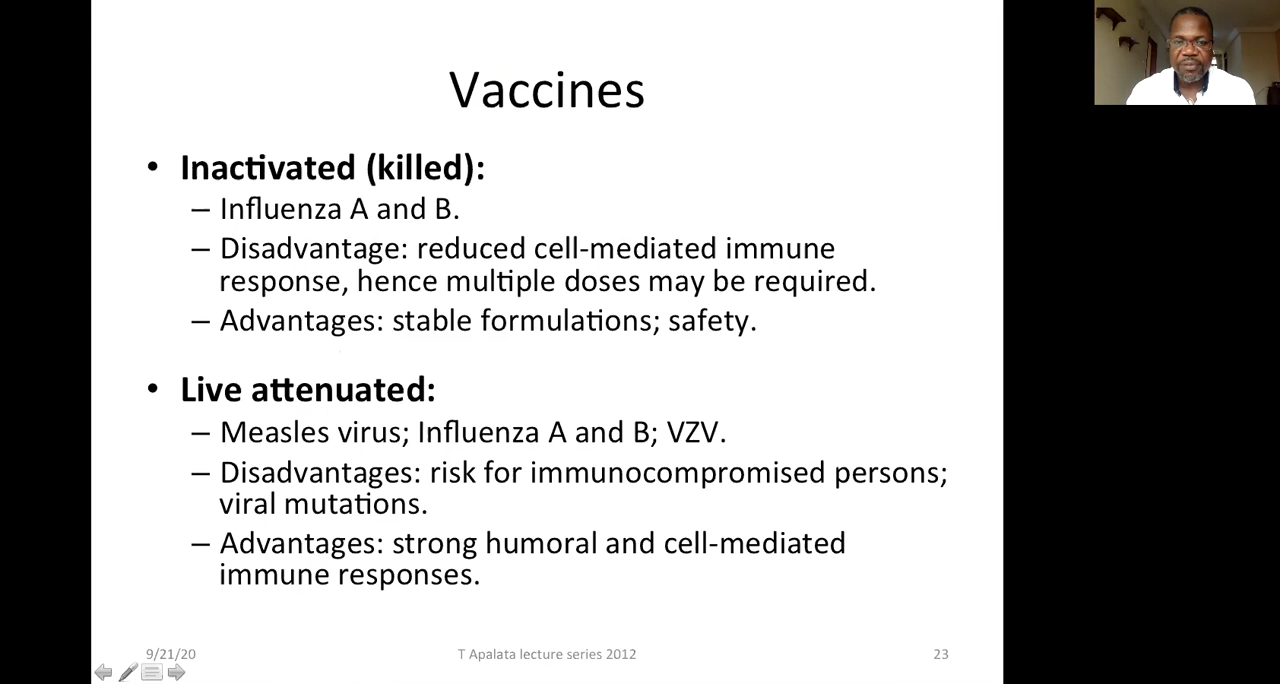 Vaccines
• Inactivated (killed):
– Influenza A and B.
– Disadvantage: reduced cell-mediated immune
response, hence multiple doses may be required.
– Advantages: stable formulations; safety.
• Live attenuated:
– Measles virus; Influenza A and B; VZV.
– Disadvantages: risk for immunocompromised persons;
viral mutations.
– Advantages: strong humoral and cell-mediated
immune responses.
9/21/20 T Apalata lecture series 2012 23